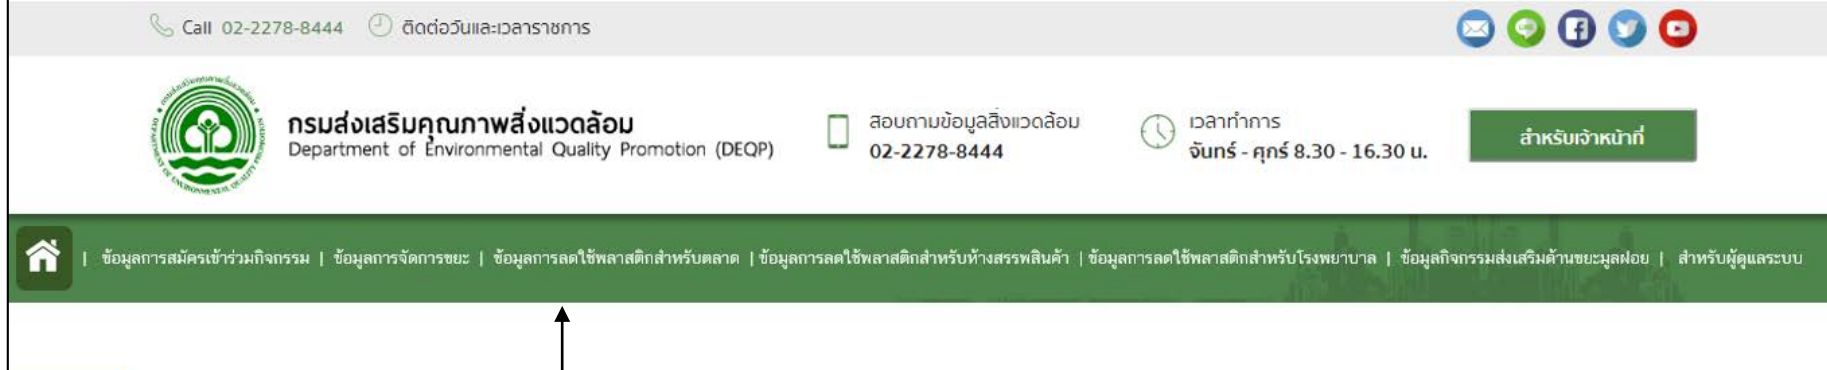 Call 02-2278-8444 ติดต่อวันและเวลาราชการ
กรมส่งเสริมคุณภาพสิ่งแวดล้อม
Department of Environmental Quality Promotion (DEQP)
สอบถามข้อมูลสิ่งแวดล้อม
02-2278-8444
เวลาทำการ
จันทร์ - ศุกร์ 8.30 - 16.30 น.
สำหรับเจ้าหน้าที่
| ข้อมูลการสมัครเข้าร่วมกิจกรรม | ข้อมูลการจัดการขยะ | ข้อมูลการลดใช้พลาสติกสำหรับตลาด | ข้อมูลการลดใช้พลาสติกสำหรับห้างสรรพสินค้า | ข้อมูลการลดใช้พลาสติกสำหรับโรงพยาบาล | ข้อมูลกิจกรรมส่งเสริมด้านขยะมูลฝอย | สำหรับผู้ดูแลระบบ